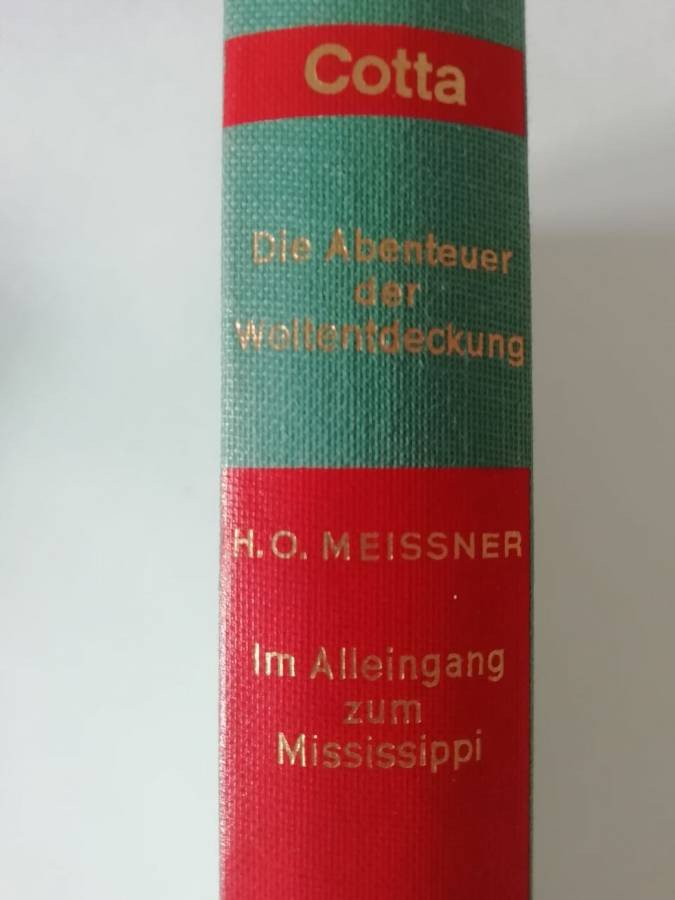 Cotta
Die Abenteuer
der
Weltentdeckung
H. O. MEISSNER
Im Alleingang
zum
Mississippi